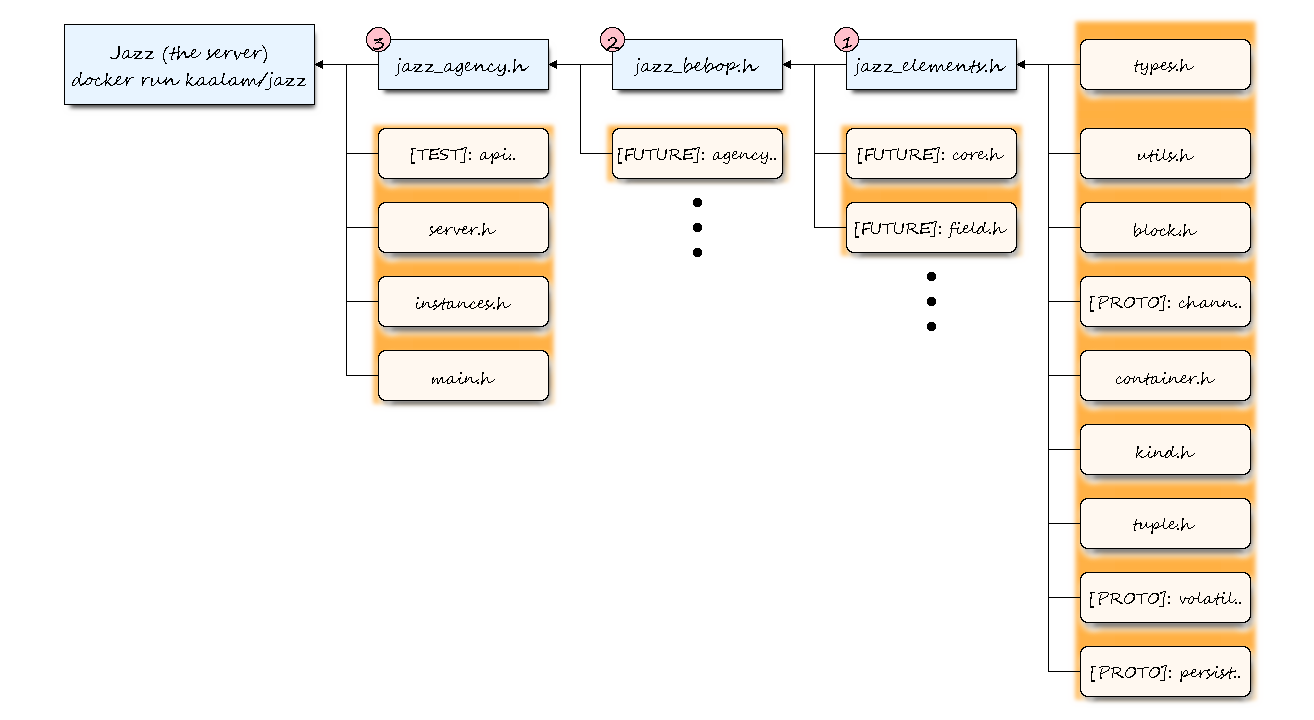 Jazz (the server)
docker run kaalam/jazz
3
jazz_agency.h
2
jazz_bebop.h
1
jazz_elements.h
types.h
[TEST]: api..
[FUTURE]: agency..
[FUTURE]: core.h
utils.h
server.h
[FUTURE]: field.h
block.h
instances.h
[PROTO]: chann..
main.h
container.h
kind.h
tuple.h
[PROTO]: volatil..
[PROTO]: persist..